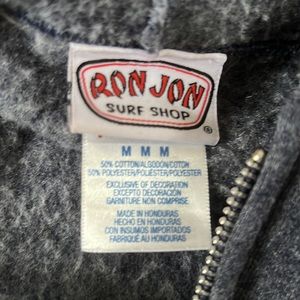 RON JON
SURF SHOP
®
M M M
50% COTTON/ALGODON/COTON
50% POLYESTER/POLIESTER/POLYESTER
EXCLUSIVE OF DECORATION
EXCEPTO DECORACIÓN
GARNITURE NON COMPRISE
MADE IN HONDURAS
HECHO EN HONDURAS
CON INSUMOS IMPORTADOS
FABRIQUÉ AU HONDURAS